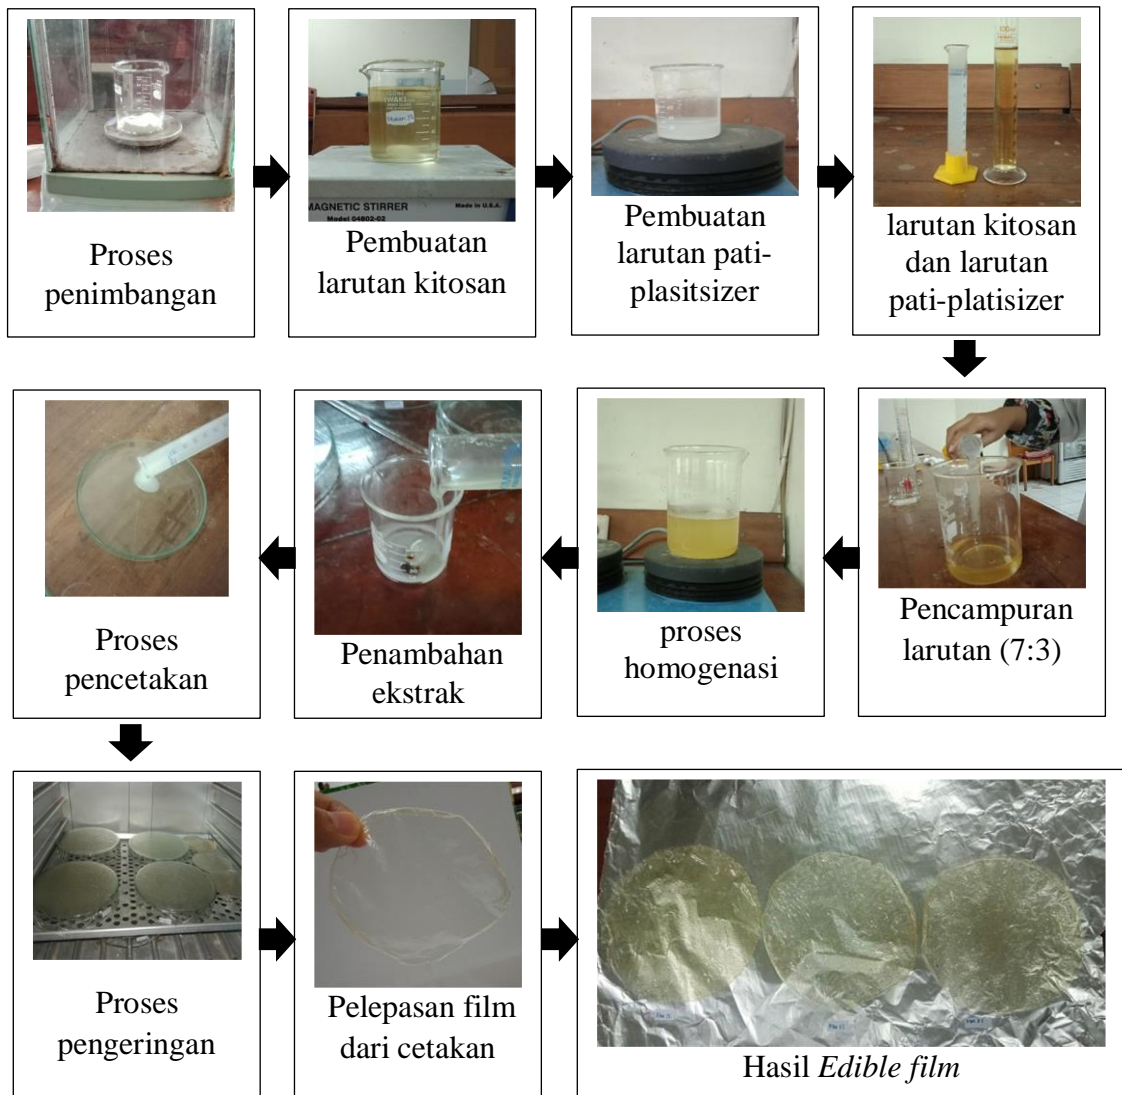 IWAKI
MAGNETIC STIRRER
Model 04802-02
Made in U.S.A.
100
Proses
penimbangan
Pembuatan
larutan kitosan
Pembuatan
larutan pati-
plasitsizer
larutan kitosan
dan larutan
pati-platisizer
Proses
pencetakan
Penambahan
ekstrak
proses
homogenasi
Pencampuran
larutan (7:3)
Proses
pengeringan
Pelepasan film
dari cetakan
Hasil Edible film